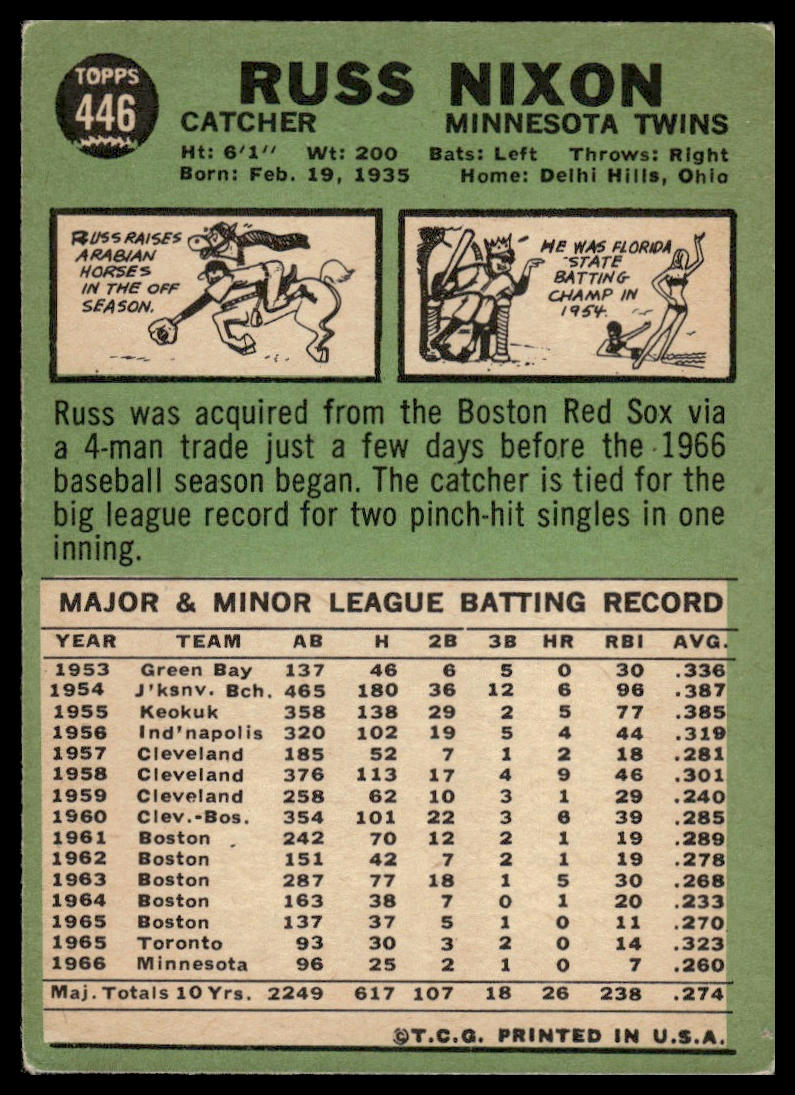 TOPPS
446
RUSS NIXON
CATCHER MINNESOTA TWINS
Ht: 6'1" Wt: 200 Bats: Left Throws: Right
Born: Feb. 19, 1935 Home: Delhi Hills, Ohio
RUSS RAISES
ARABIAN
HORSES
IN THE OFF
SEASON.
HE WAS FLORIDA
STATE
BATTING
CHAMP IN
1954.
Russ was acquired from the Boston Red Sox via
a 4-man trade just a few days before the 1966
baseball season began. The catcher is tied for the
big league record for two pinch-hit singles in one
inning.
MAJOR & MINOR LEAGUE BATTING RECORD
YEAR TEAM AB H 2B 3B HR RBI AVG.
1953 Green Bay 137 46 6 5 0 30 .336
1954 J'ksnv. Bch. 465 180 36 12 6 96 .387
1955 Keokuk 358 138 29 2 5 77 .385
1956 Ind'napolis 320 102 19 5 4 44 .319
1957 Cleveland 185 52 7 1 2 18 .281
1958 Cleveland 376 113 17 4 9 46 .301
1959 Cleveland 258 62 10 3 1 29 .240
1960 Clev.-Bos. 354 101 22 3 6 39 .285
1961 Boston 242 70 12 2 1 19 .289
1962 Boston 151 42 7 2 1 19 .278
1963 Boston 287 77 18 1 5 30 .268
1964 Boston 163 38 7 0 1 20 .233
1965 Boston 137 37 5 1 0 11 .270
1965 Toronto 93 30 3 2 0 14 .323
1966 Minnesota 96 25 2 1 0 7 .260
Maj. Totals 10 Yrs. 2249 617 107 18 26 238 .274
©T.C.G. PRINTED IN U.S.A.